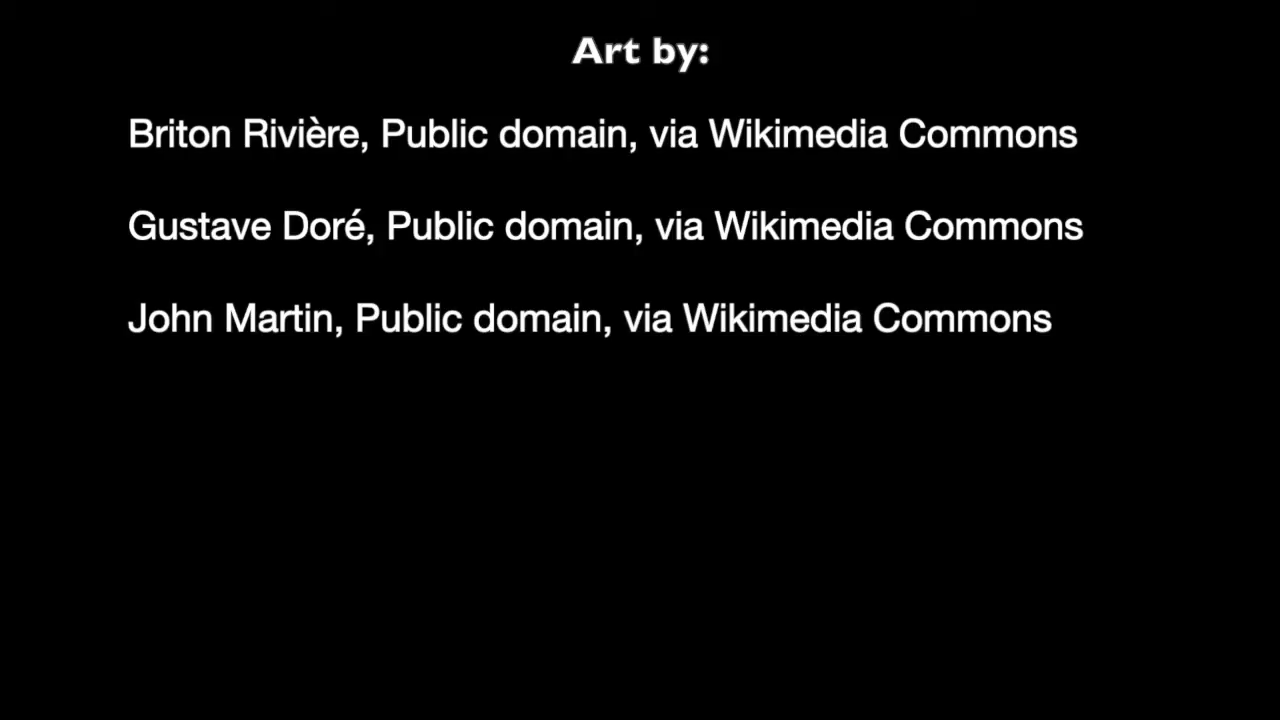 Art by:
Briton Rivière, Public domain, via Wikimedia Commons
Gustave Doré, Public domain, via Wikimedia Commons
John Martin, Public domain, via Wikimedia Commons